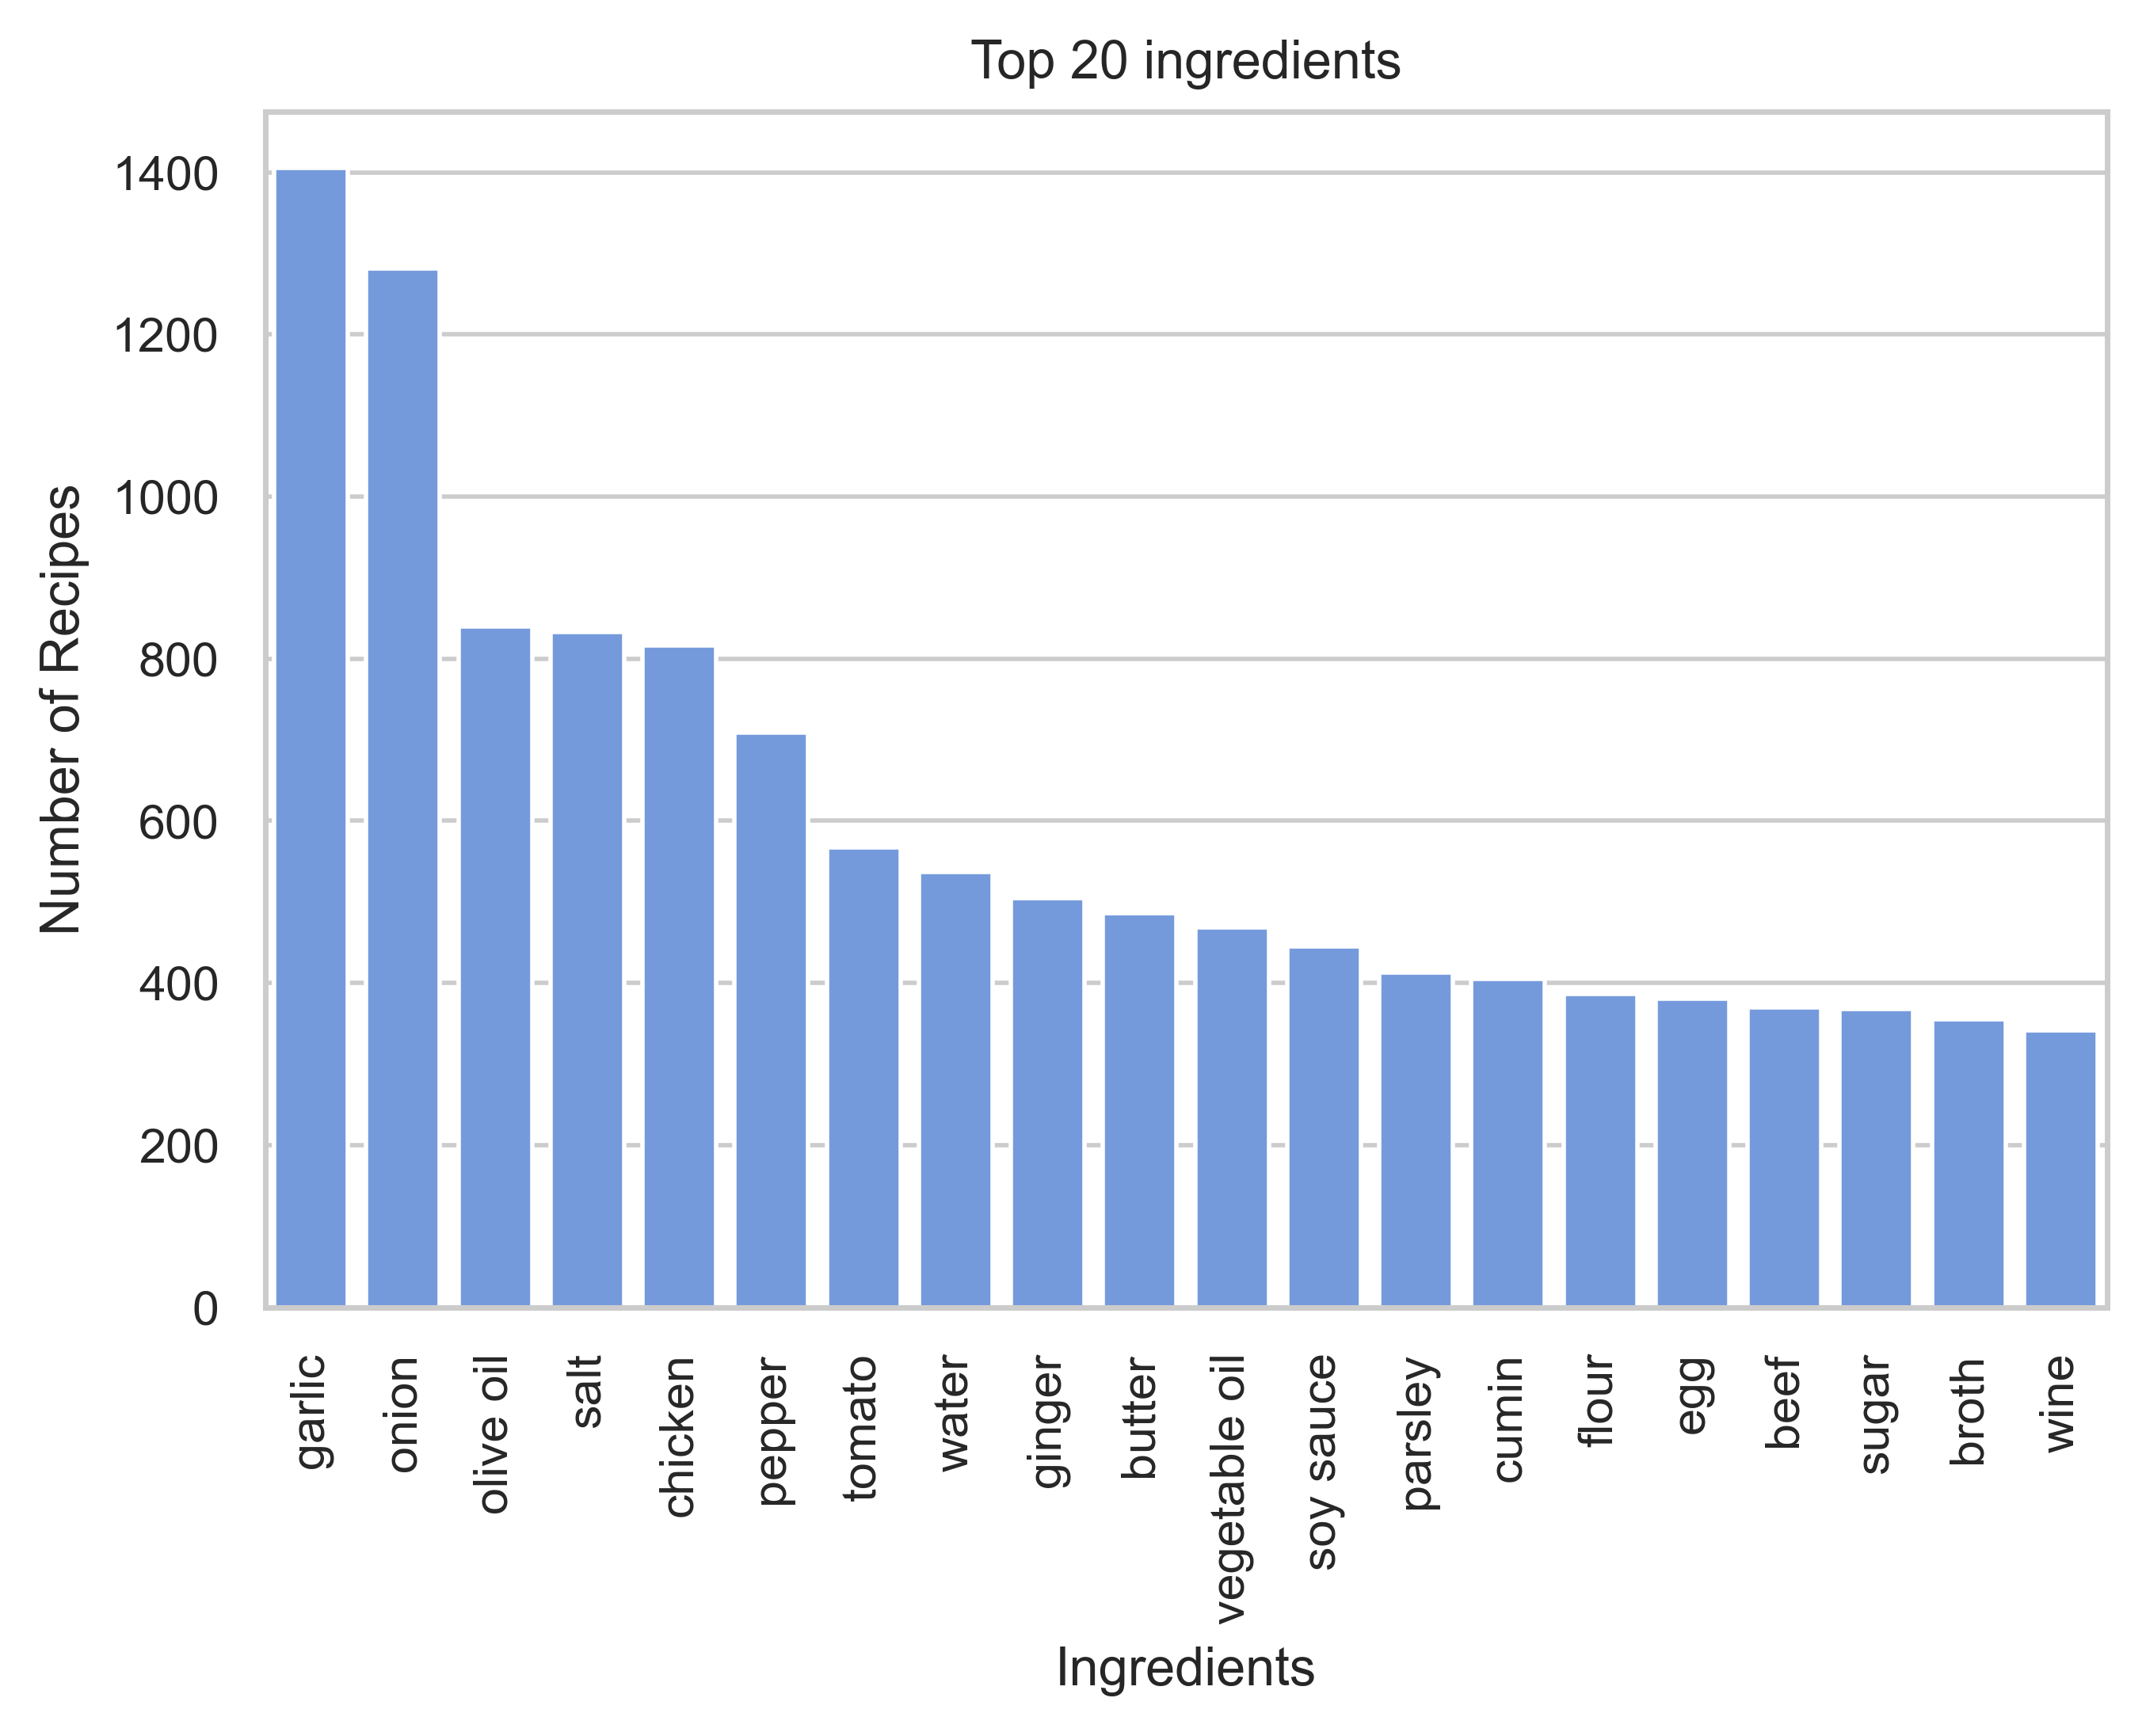 Top 20 ingredients
Number of Recipes
1400
1200
1000
800
600
400
200
0
garlic
onion
olive oil
salt
chicken
pepper
tomato
water
ginger
butter
vegetable oil
soy sauce
parsley
cumin
flour
egg
beef
sugar
broth
wine
Ingredients